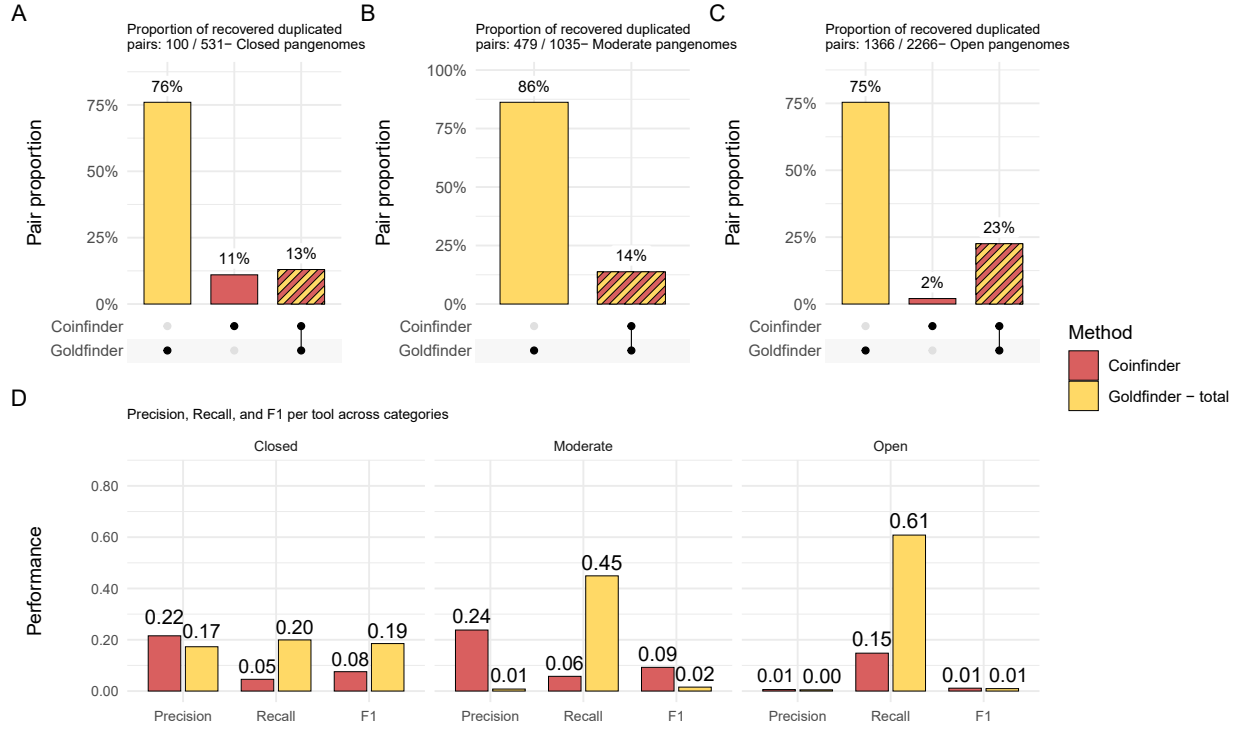 A
B
C
Proportion of recovered duplicated
pairs: 100 / 531− Closed pangenomes
Proportion of recovered duplicated
pairs: 479 / 1035− Moderate pangenomes
Proportion of recovered duplicated
pairs: 1366 / 2266− Open pangenomes
Pair proportion
75%
50%
25%
0%
76%
11%
13%
Coinfinder
Goldfinder
Pair proportion
100%
75%
50%
25%
0%
86%
14%
Coinfinder
Goldfinder
Pair proportion
75%
50%
25%
0%
75%
2%
23%
Coinfinder
Goldfinder
Method
Coinfinder
Goldfinder − total
D
Precision, Recall, and F1 per tool across categories
Closed
Moderate
Open
Performance
0.80
0.60
0.40
0.20
0.00
0.22
0.17
0.05
0.20
0.08
0.19
0.24
0.01
0.06
0.45
0.09
0.02
0.01
0.00
0.15
0.61
0.01
0.01
Precision
Recall
F1
Precision
Recall
F1
Precision
Recall
F1